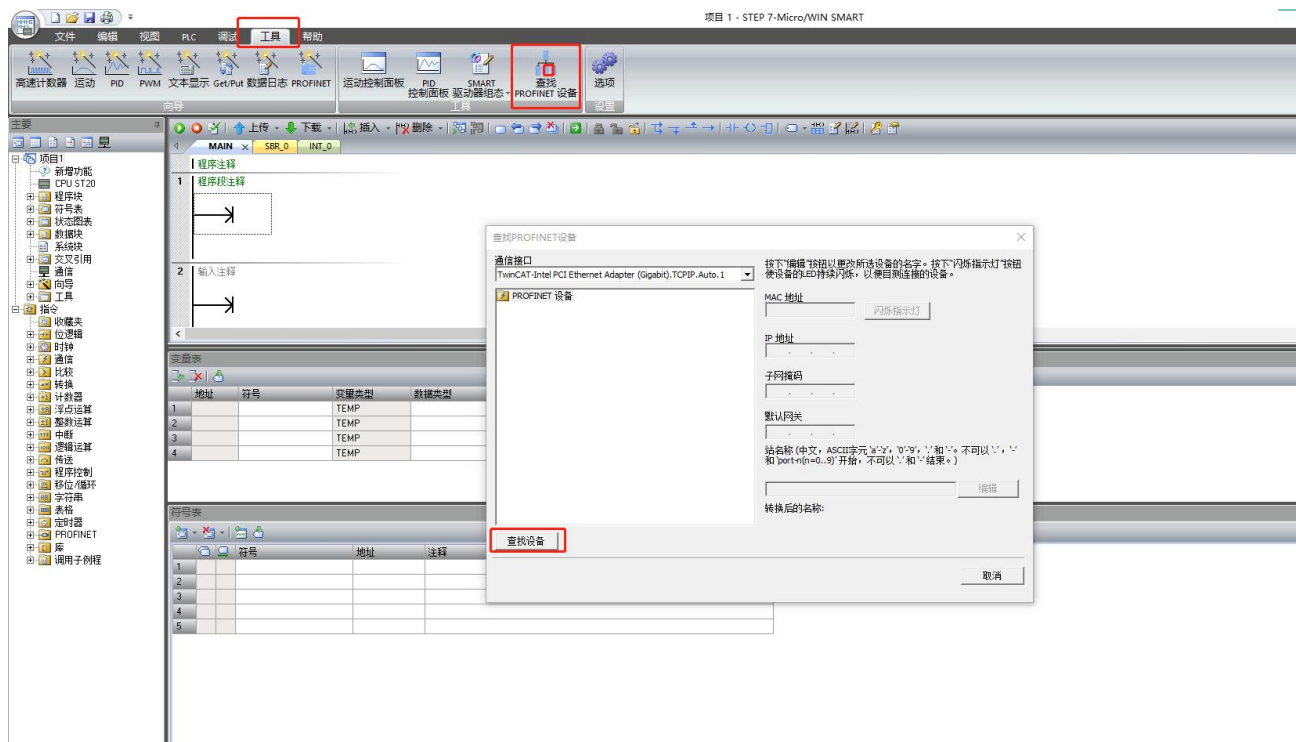 项目 1 - STEP 7-Micro/WIN SMART
文件 编辑 视图 PLC 调试 工具 帮助
高速计数器 运动 PID PWM 文本显示 Get/Put 数据日志 PROFINET
运动控制面板 PID 控制面板 SMART 驱动器组态 查找 PROFINET 设备 选项
向导 工具 设置
主要
上传 下载 插入 删除
MAIN x SBR_0 INT_0
项目1
新增功能
CPU ST20
程序块
符号表
状态图表
数据块
系统块
交叉引用
通信
向导
工具
指令
收藏夹
位逻辑
时钟
通信
比较
转换
计数器
浮点运算
整数运算
中断
逻辑运算
传送
程序控制
移位/循环
字符串
表格
定时器
PROFINET
库
调用子例程
程序注释
1 程序段注释
2 输入注释
变量表
地址 符号 变量类型 数据类型
1 TEMP
2 TEMP
3 TEMP
4 TEMP
符号表
符号 地址 注释
1
2
3
4
5
查找PROFINET设备
通信接口
TwinCAT-Intel PCI Ethernet Adapter (Gigabit).TCPIP.Auto.1
PROFINET 设备
查找设备
按下"编辑"按钮以更改所选设备的名字。按下"闪烁指示灯"按钮
使设备的LED持续闪烁，以便目测连接的设备。
MAC 地址
闪烁指示灯
IP 地址
子网掩码
默认网关
站名称 (中文，ASCII字元 'a'-'z', '0'-'9', '.' 和 '-'。不可以 '.' , '-'
和 'port-n(n=0..9)' 开始，不可以 '.' 和 '-' 结束。)
编辑
转换后的名称:
取消